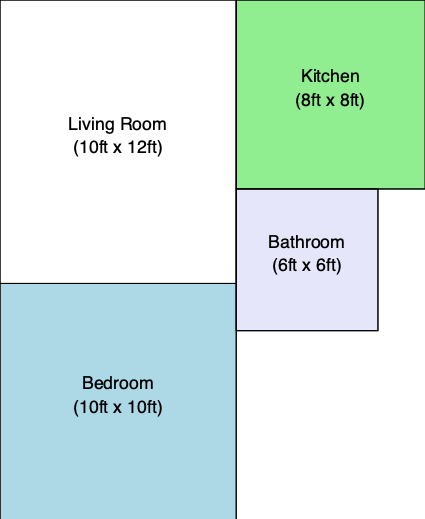 Living Room
(10ft x 12ft)
Kitchen
(8ft x 8ft)
Bathroom
(6ft x 6ft)
Bedroom
(10ft x 10ft)